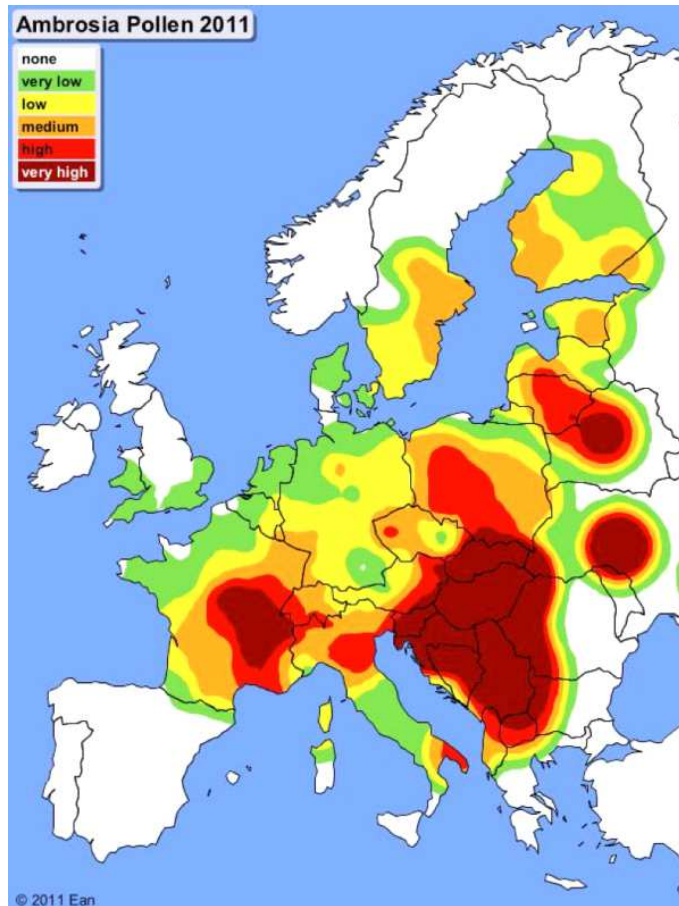 Ambrosia Pollen 2011
none
very low
low
medium
high
very high
© 2011 Ean